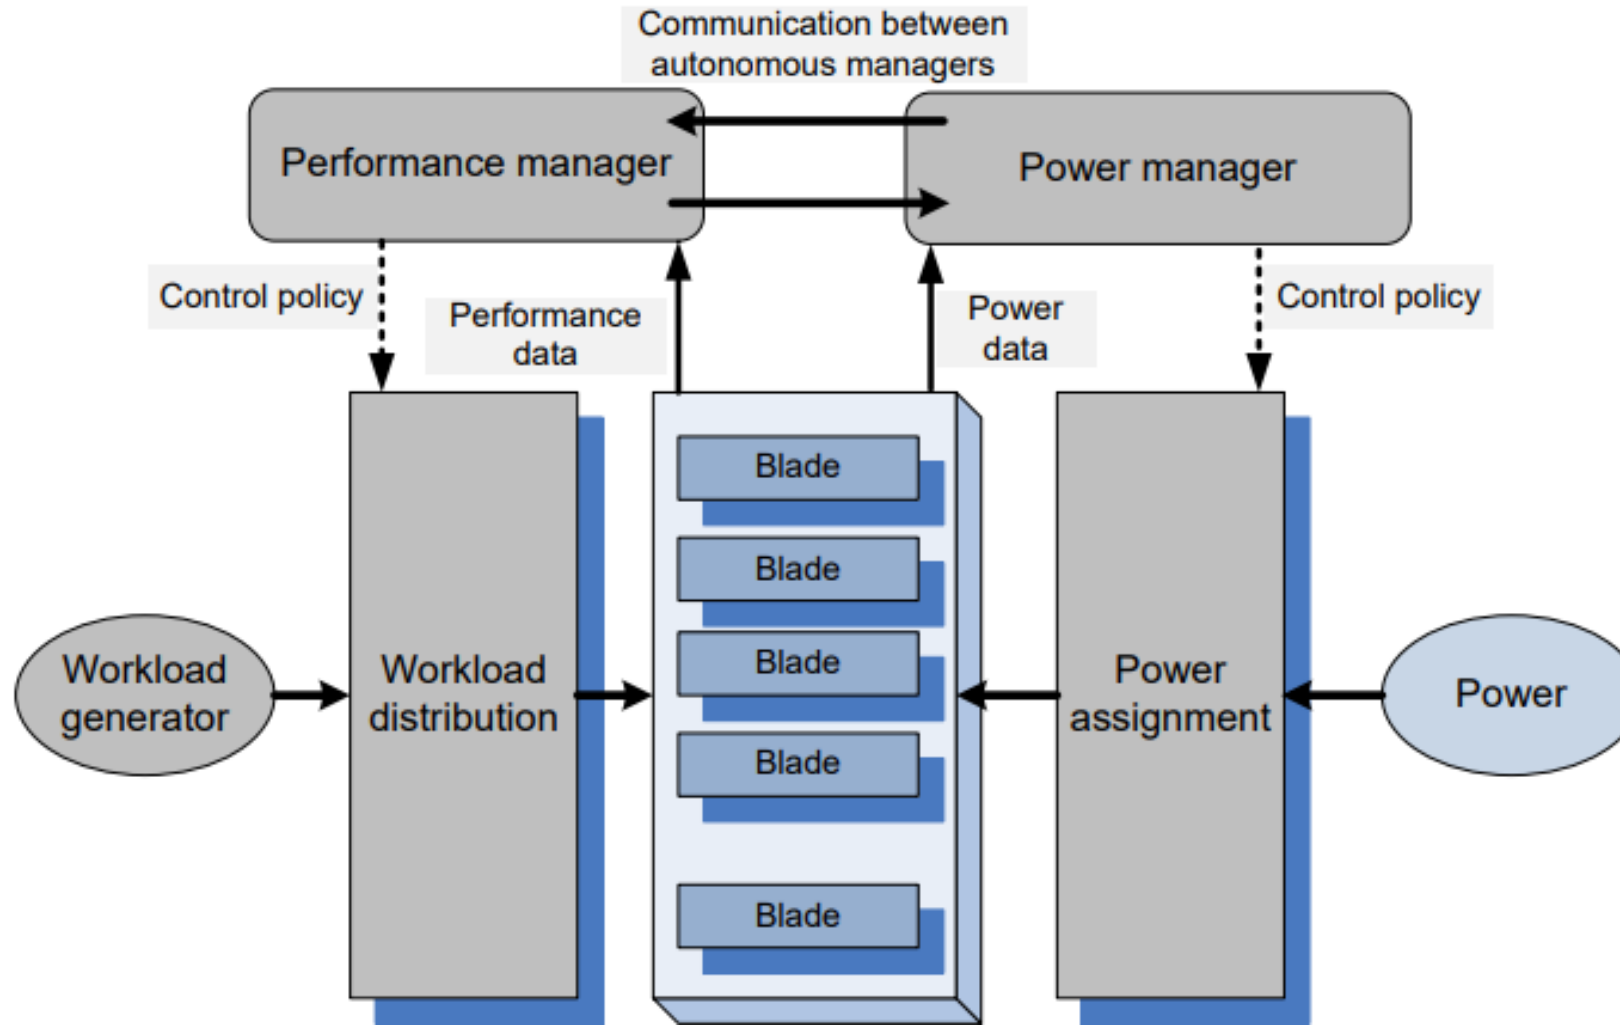 Communication between
autonomous managers
Performance manager
Power manager
Control policy
Performance
data
Power
data
Control policy
Blade
Blade
Blade
Blade
Blade
Workload
generator
Workload
distribution
Power
assignment
Power